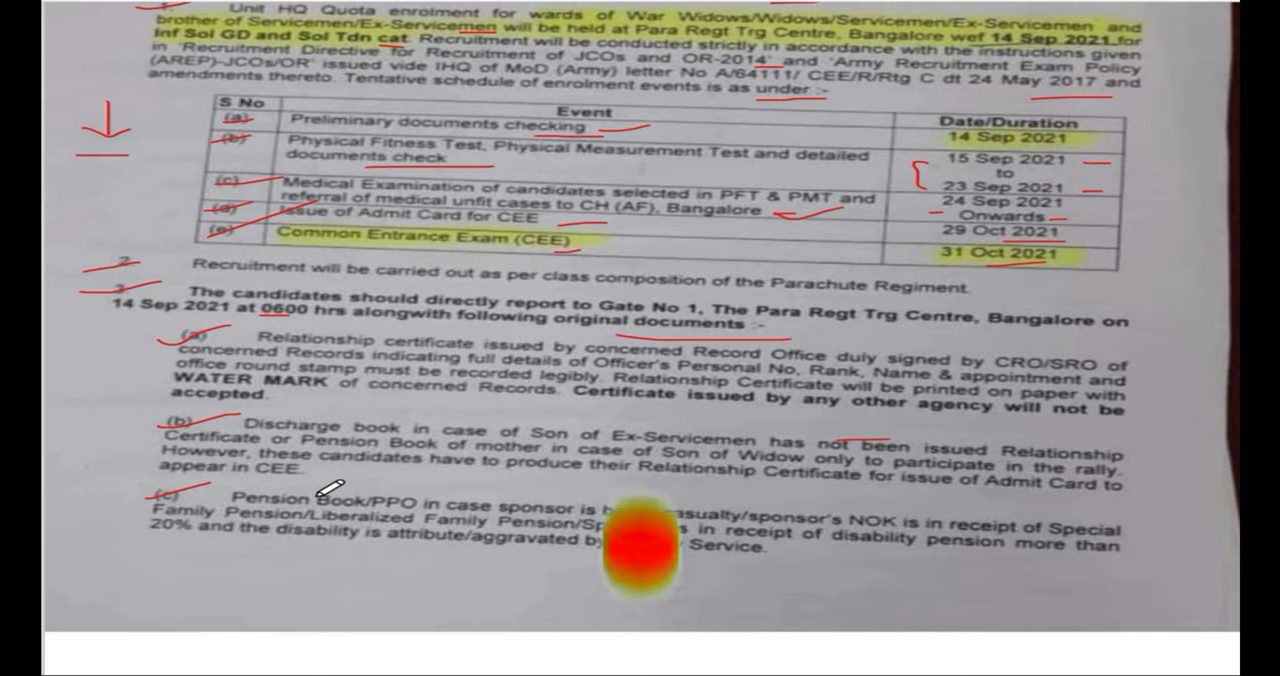 1. Unit HQ Quota enrolment for wards of War Widows/Widows/Servicemen/Ex-Servicemen and
brother of Servicemen/Ex-Servicemen will be held at Para Regt Trg Centre, Bangalore wef 14 Sep 2021 for
Inf Sol GD and Sol Tdn cat. Recruitment will be conducted strictly in accordance with the instructions given
in 'Recruitment Directive for Recruitment of JCOs and OR-2014' and 'Army Recruitment Exam Policy
(AREP)-JCOs/OR' issued vide IHQ of MoD (Army) letter No A/64111/ CEE/R/Rtg C dt 24 May 2017 and
amendments thereto. Tentative schedule of enrolment events is as under :-
S No Event Date/Duration
(a) Preliminary documents checking 14 Sep 2021
(b) Physical Fitness Test, Physical Measurement Test and detailed
documents check
15 Sep 2021
to
23 Sep 2021
(c) Medical Examination of candidates selected in PFT & PMT and
referral of medical unfit cases to CH (AF), Bangalore
24 Sep 2021
Onwards
(d) Issue of Admit Card for CEE 29 Oct 2021
(e) Common Entrance Exam (CEE) 31 Oct 2021
2. Recruitment will be carried out as per class composition of the Parachute Regiment.
3. The candidates should directly report to Gate No 1, The Para Regt Trg Centre, Bangalore on
14 Sep 2021 at 0600 hrs alongwith following original documents :-
(a) Relationship certificate issued by concerned Record Office duly signed by CRO/SRO of
concerned Records indicating full details of Officer's Personal No, Rank, Name & appointment and
office round stamp must be recorded legibly. Relationship Certificate will be printed on paper with
WATER MARK of concerned Records. Certificate issued by any other agency will not be
accepted.
(b) Discharge book in case of Son of Ex-Servicemen has not been issued Relationship
Certificate or Pension Book of mother in case of Son of Widow only to participate in the rally.
However, these candidates have to produce their Relationship Certificate for issue of Admit Card to
appear in CEE.
(c) Pension Book/PPO in case sponsor is sponsor's NOK is in receipt of Special
Family Pension/Liberalized Family Pension/ in receipt of disability pension more than
20% and the disability is attribute/aggravated Service.